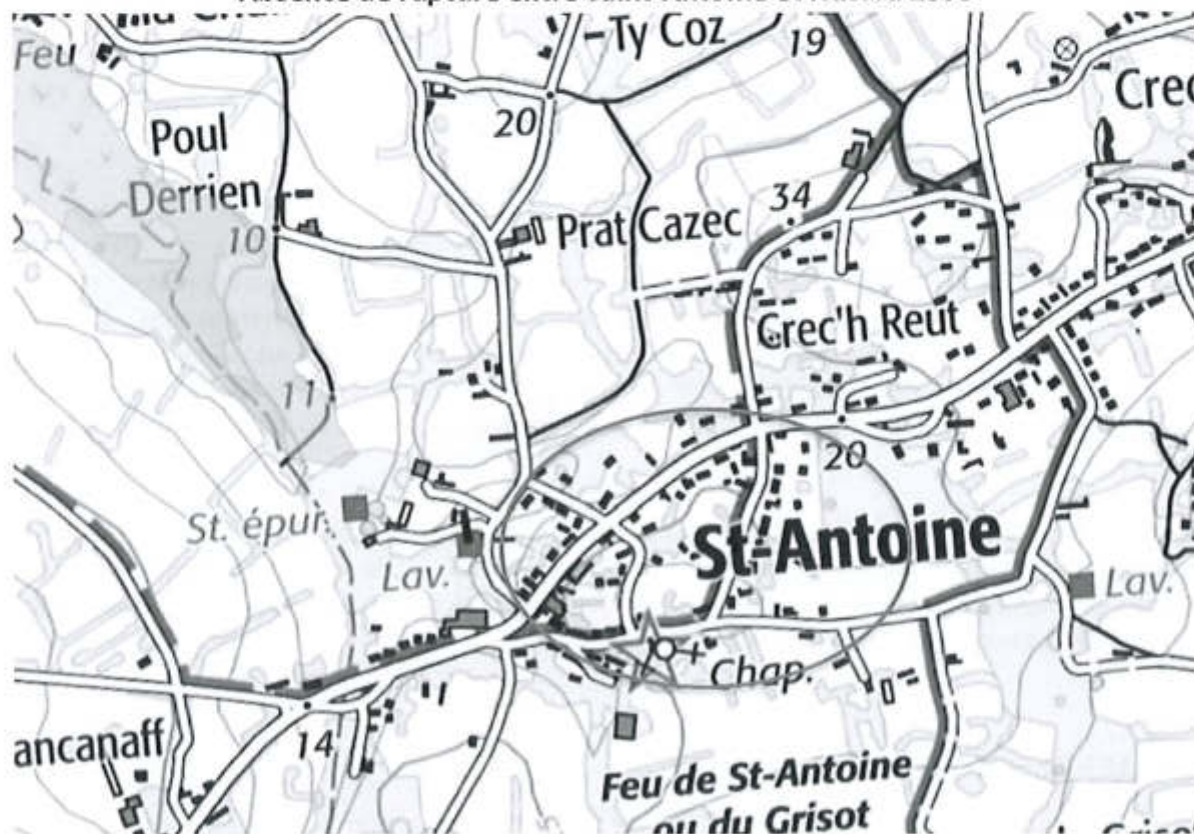 Ty Coz
19
Feu
Crec
Poul
Derrien
20
10
Prat Cazec
34
Crec'h Reut
11
20
St. épur.
St-Antoine
Lav.
Lav.
Chap.
14
ancanaff
Feu de St-Antoine
ou du Grisot